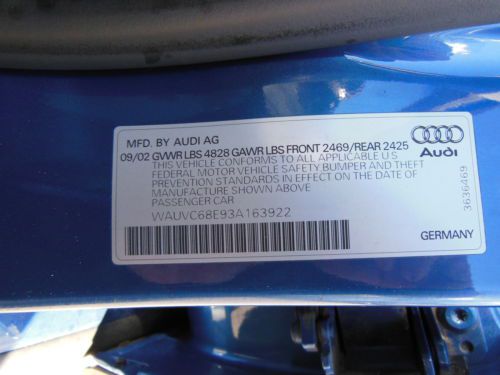 MFD. BY AUDI AG
09/02 GVWR LBS 4828 GAWR LBS FRONT 2469/REAR 2425
THIS VEHICLE CONFORMS TO ALL APPLICABLE U S
FEDERAL MOTOR VEHICLE SAFETY BUMPER AND THEFT
PREVENTION STANDARDS IN EFFECT ON THE DATE OF
MANUFACTURE SHOWN ABOVE
PASSENGER CAR
WAUVC68E93A163922
Audi
3636469
GERMANY